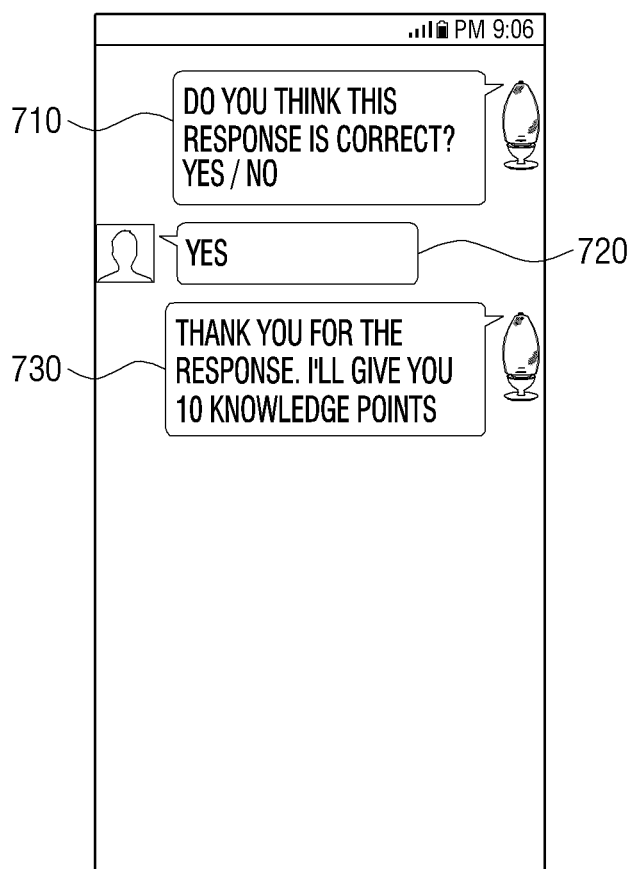 PM 9:06
710
DO YOU THINK THIS
RESPONSE IS CORRECT?
YES / NO
YES
720
730
THANK YOU FOR THE
RESPONSE. I'LL GIVE YOU
10 KNOWLEDGE POINTS